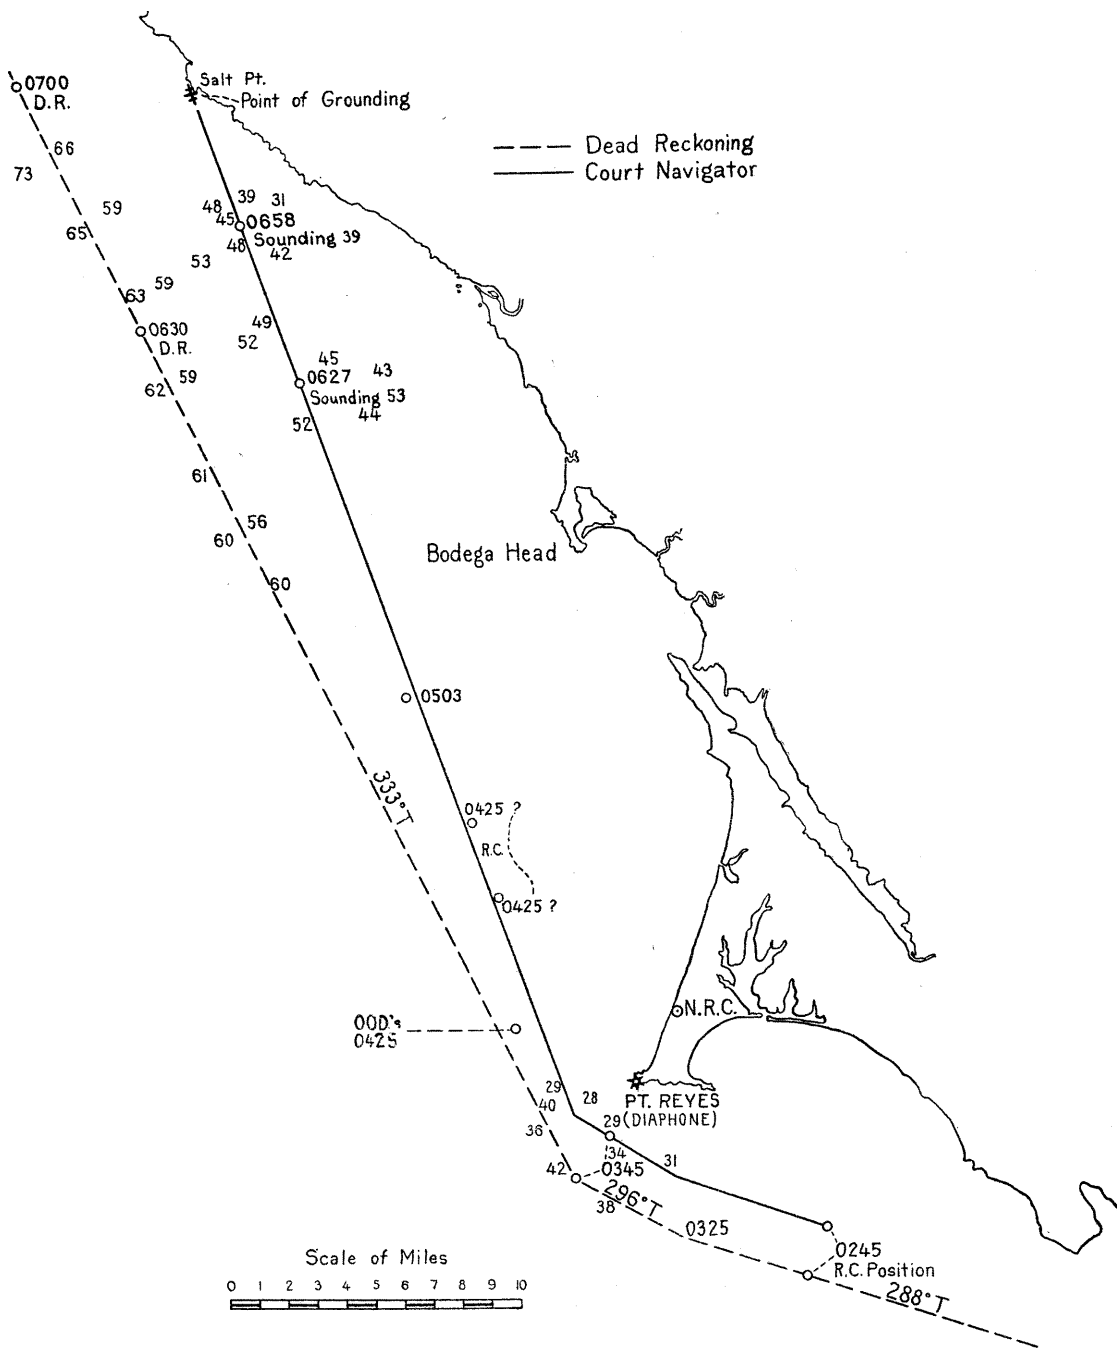 0700
D.R.
Salt Pt.
Point of Grounding
Dead Reckoning
Court Navigator
66
73
59
65
48
39
31
45
0658
Sounding 39
48
42
53
59
63
0630
D.R.
49
52
45
43
0627
Sounding 53
44
59
62
52
61
56
60
60
Bodega Head
0503
333°T
0425 ?
R.C.
0425 ?
OOD.'s
0425
N.R.C.
PT. REYES
(DIAPHONE)
29
28
40
36
29
34
31
42
0345
296°T
38
0325
0245
R.C. Position
288°T
Scale of Miles
0 1 2 3 4 5 6 7 8 9 10